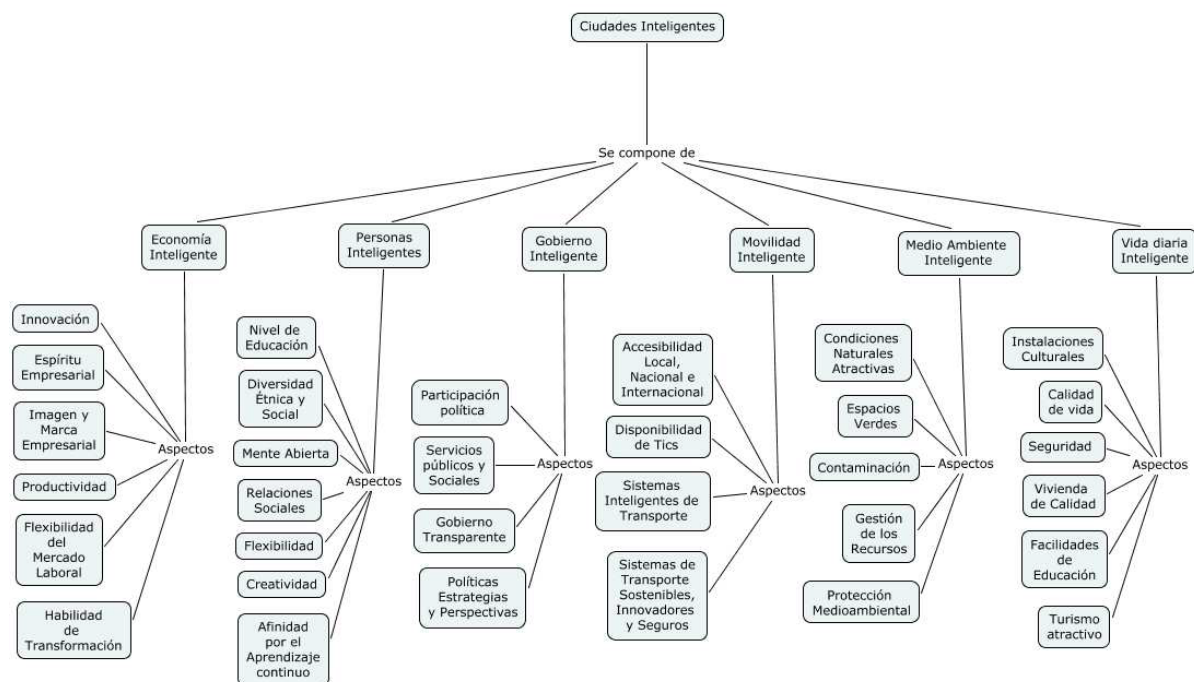 Ciudades Inteligentes
Se compone de
Economía
Inteligente
Personas
Inteligentes
Gobierno
Inteligente
Movilidad
Inteligente
Medio Ambiente
Inteligente
Vida diaria
Inteligente
Innovación
Espíritu
Empresarial
Imagen y
Marca
Empresarial
Productividad
Flexibilidad
del
Mercado
Laboral
Habilidad
de
Transformación
Aspectos
Nivel de
Educación
Diversidad
Étnica y
Social
Mente Abierta
Relaciones
Sociales
Flexibilidad
Creatividad
Afinidad
por el
Aprendizaje
continuo
Aspectos
Participación
política
Servicios
públicos y
Sociales
Gobierno
Transparente
Políticas
Estrategias
y Perspectivas
Aspectos
Accesibilidad
Local,
Nacional e
Internacional
Disponibilidad
de Tics
Sistemas
Inteligentes de
Transporte
Sistemas de
Transporte
Sostenibles,
Innovadores
y Seguros
Aspectos
Condiciones
Naturales
Atractivas
Espacios
Verdes
Contaminación
Gestión
de los
Recursos
Protección
Medioambiental
Aspectos
Instalaciones
Culturales
Calidad
de vida
Seguridad
Vivienda
de Calidad
Facilidades
de
Educación
Turismo
atractivo
Aspectos